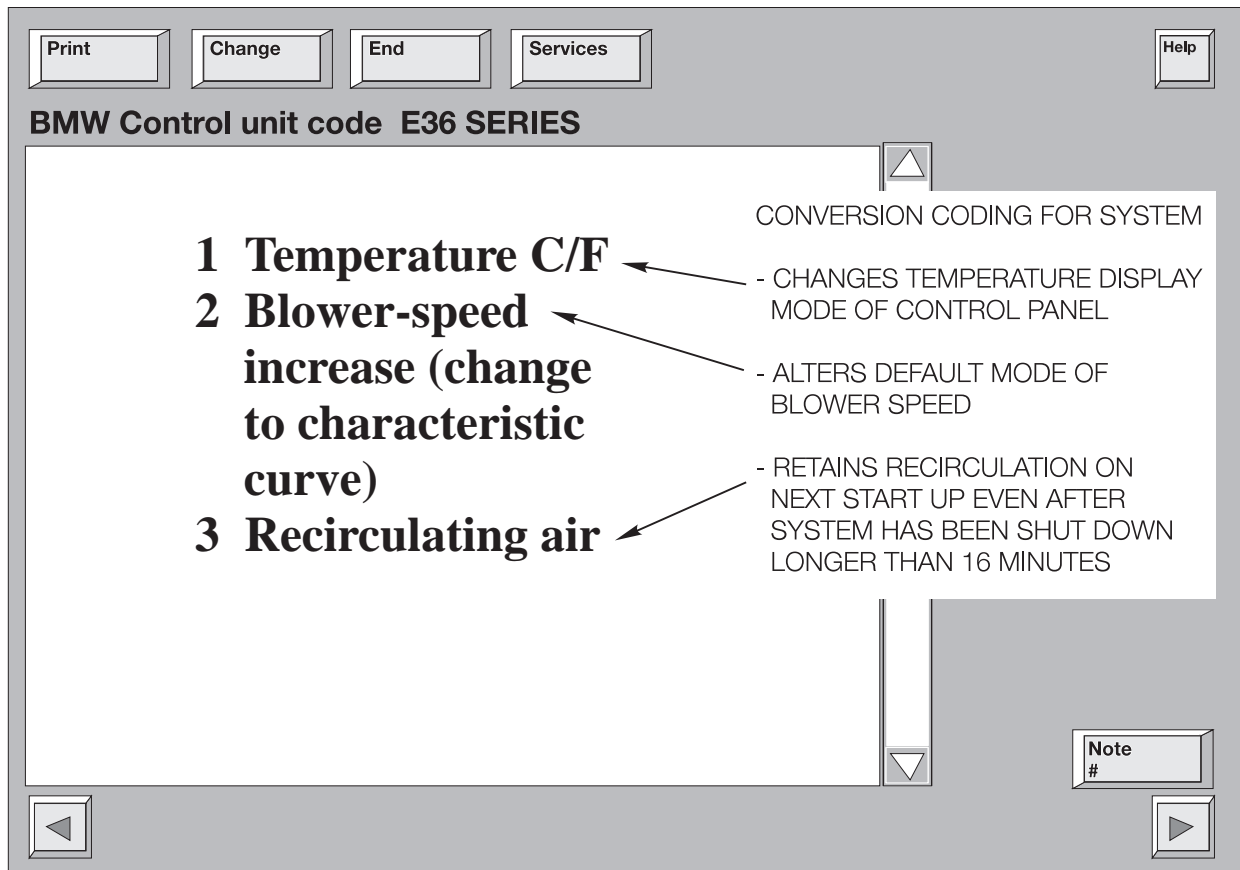 Print
Change
End
Services
Help
BMW Control unit code E36 SERIES
1 Temperature C/F
2 Blower-speed
increase (change
to characteristic
curve)
3 Recirculating air
CONVERSION CODING FOR SYSTEM
- CHANGES TEMPERATURE DISPLAY
MODE OF CONTROL PANEL
- ALTERS DEFAULT MODE OF
BLOWER SPEED
- RETAINS RECIRCULATION ON
NEXT START UP EVEN AFTER
SYSTEM HAS BEEN SHUT DOWN
LONGER THAN 16 MINUTES
Note
#